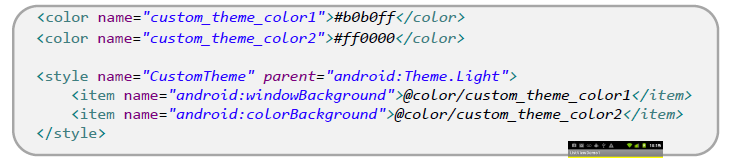 <color name="custom_theme_color1">#b0b0ff</color>
<color name="custom_theme_color2">#ff0000</color>
<style name="CustomTheme" parent="android:Theme.Light">
<item name="android:windowBackground">@color/custom_theme_color1</item>
<item name="android:colorBackground">@color/custom_theme_color2</item>
</style>